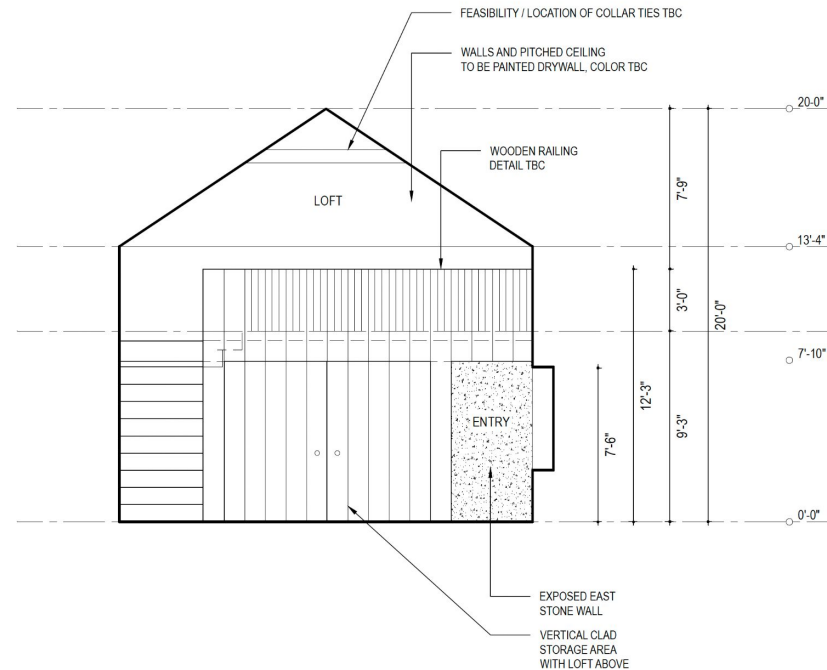 FEASIBILITY / LOCATION OF COLLAR TIES TBC
WALLS AND PITCHED CEILING
TO BE PAINTED DRYWALL, COLOR TBC
20-0"
WOODEN RAILING
DETAIL TBC
7'-9"
LOFT
13'-4"
3'-0"
20'-0"
7'-10"
12'-3"
9'-3"
7'-6"
ENTRY
0'-0"
EXPOSED EAST
STONE WALL
VERTICAL CLAD
STORAGE AREA
WITH LOFT ABOVE